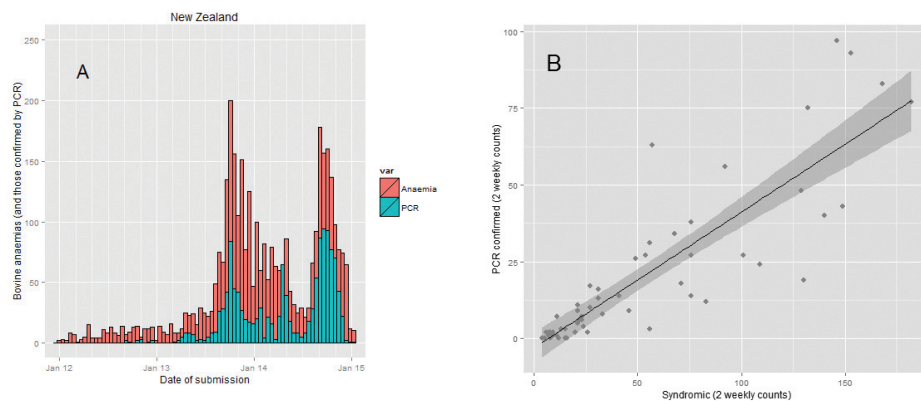 New Zealand
A
Bovine anaemias (and those confirmed by PCR)
250
200
150
100
50
0
Jan 12
Jan 13
Jan 14
Jan 15
Date of submission
var
Anaemia
PCR
B
PCR confirmed (2 weekly counts)
100
75
50
25
0
0
50
100
150
Syndromic (2 weekly counts)